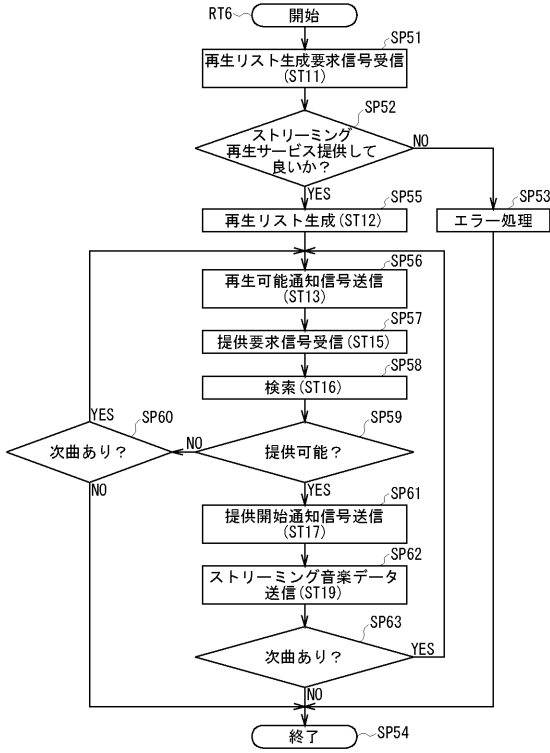 RT6
開始
SP51
再生リスト生成要求信号受信
(ST11)
SP52
ストリーミング
再生サービス提供して
良いか?
NO
YES
SP53
エラー処理
SP55
再生リスト生成(ST12)
SP56
再生可能通知信号送信
(ST13)
SP57
提供要求信号受信(ST15)
SP58
検索(ST16)
SP59
提供可能?
NO
YES
SP60
次曲あり?
YES
NO
SP61
提供開始通知信号送信
(ST17)
SP62
ストリーミング音楽データ
送信(ST19)
SP63
次曲あり?
YES
NO
終了
SP54